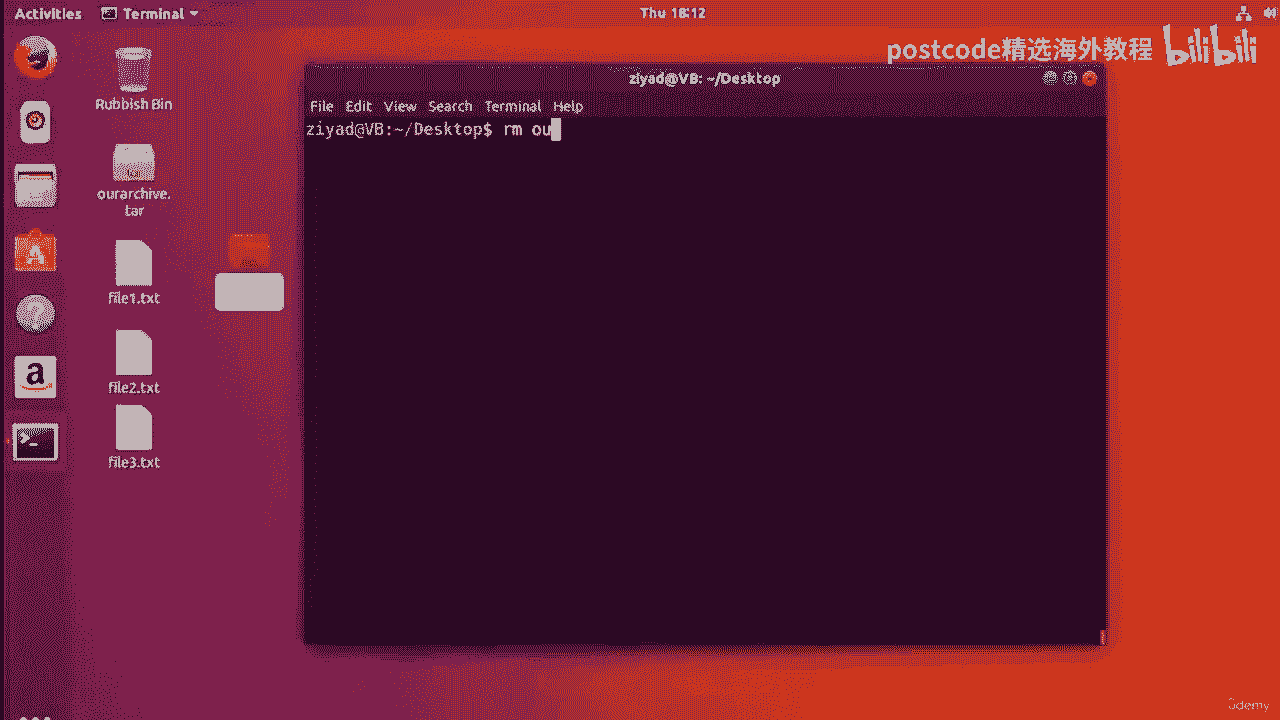 Activities
Terminal
Thu 18:12
postcode精选海外教程 bilibili
Rubbish Bin
ourarchive.
tar
file1.txt
file2.txt
file3.txt
ziyad@VB: ~/Desktop
File Edit View Search Terminal Help
ziyad@VB:~/Desktop$ rm ou
a
ûdemy